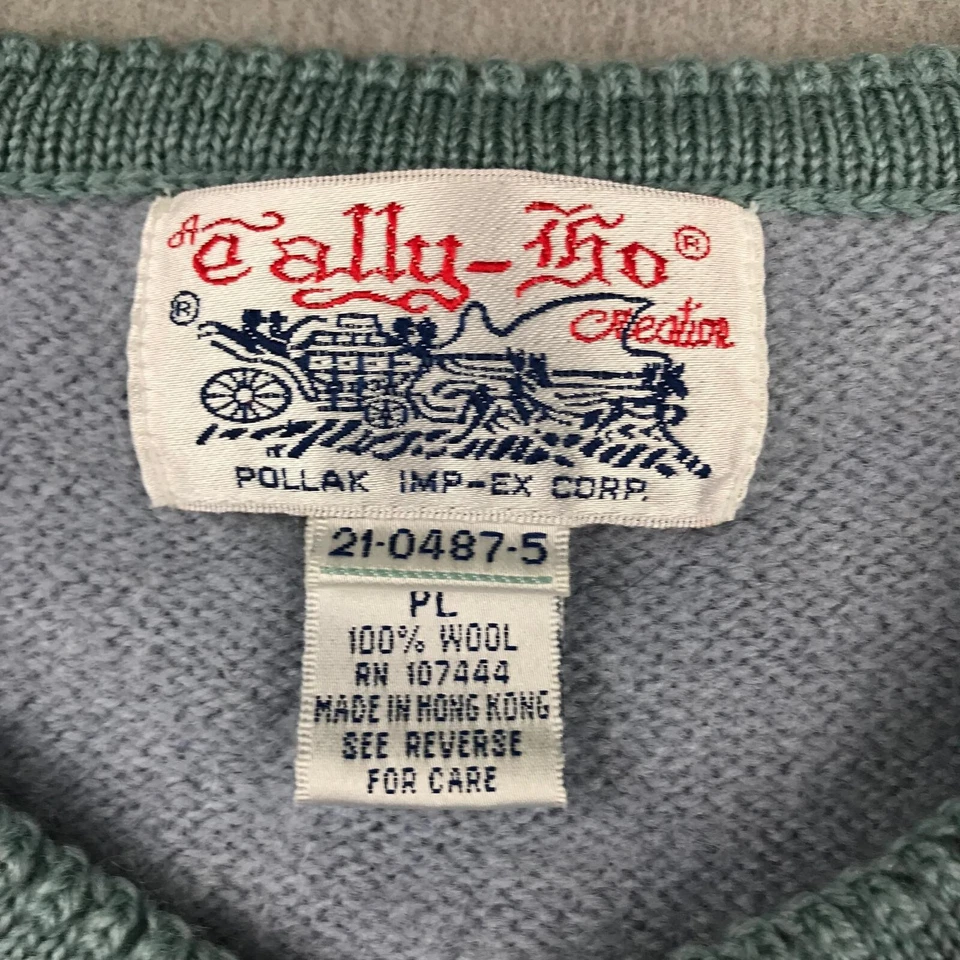 A Tally-Ho ®
Creation
®
POLLAK IMP-EX CORP.
21-0487-5
PL
100% WOOL
RN 107444
MADE IN HONG KONG
SEE REVERSE
FOR CARE